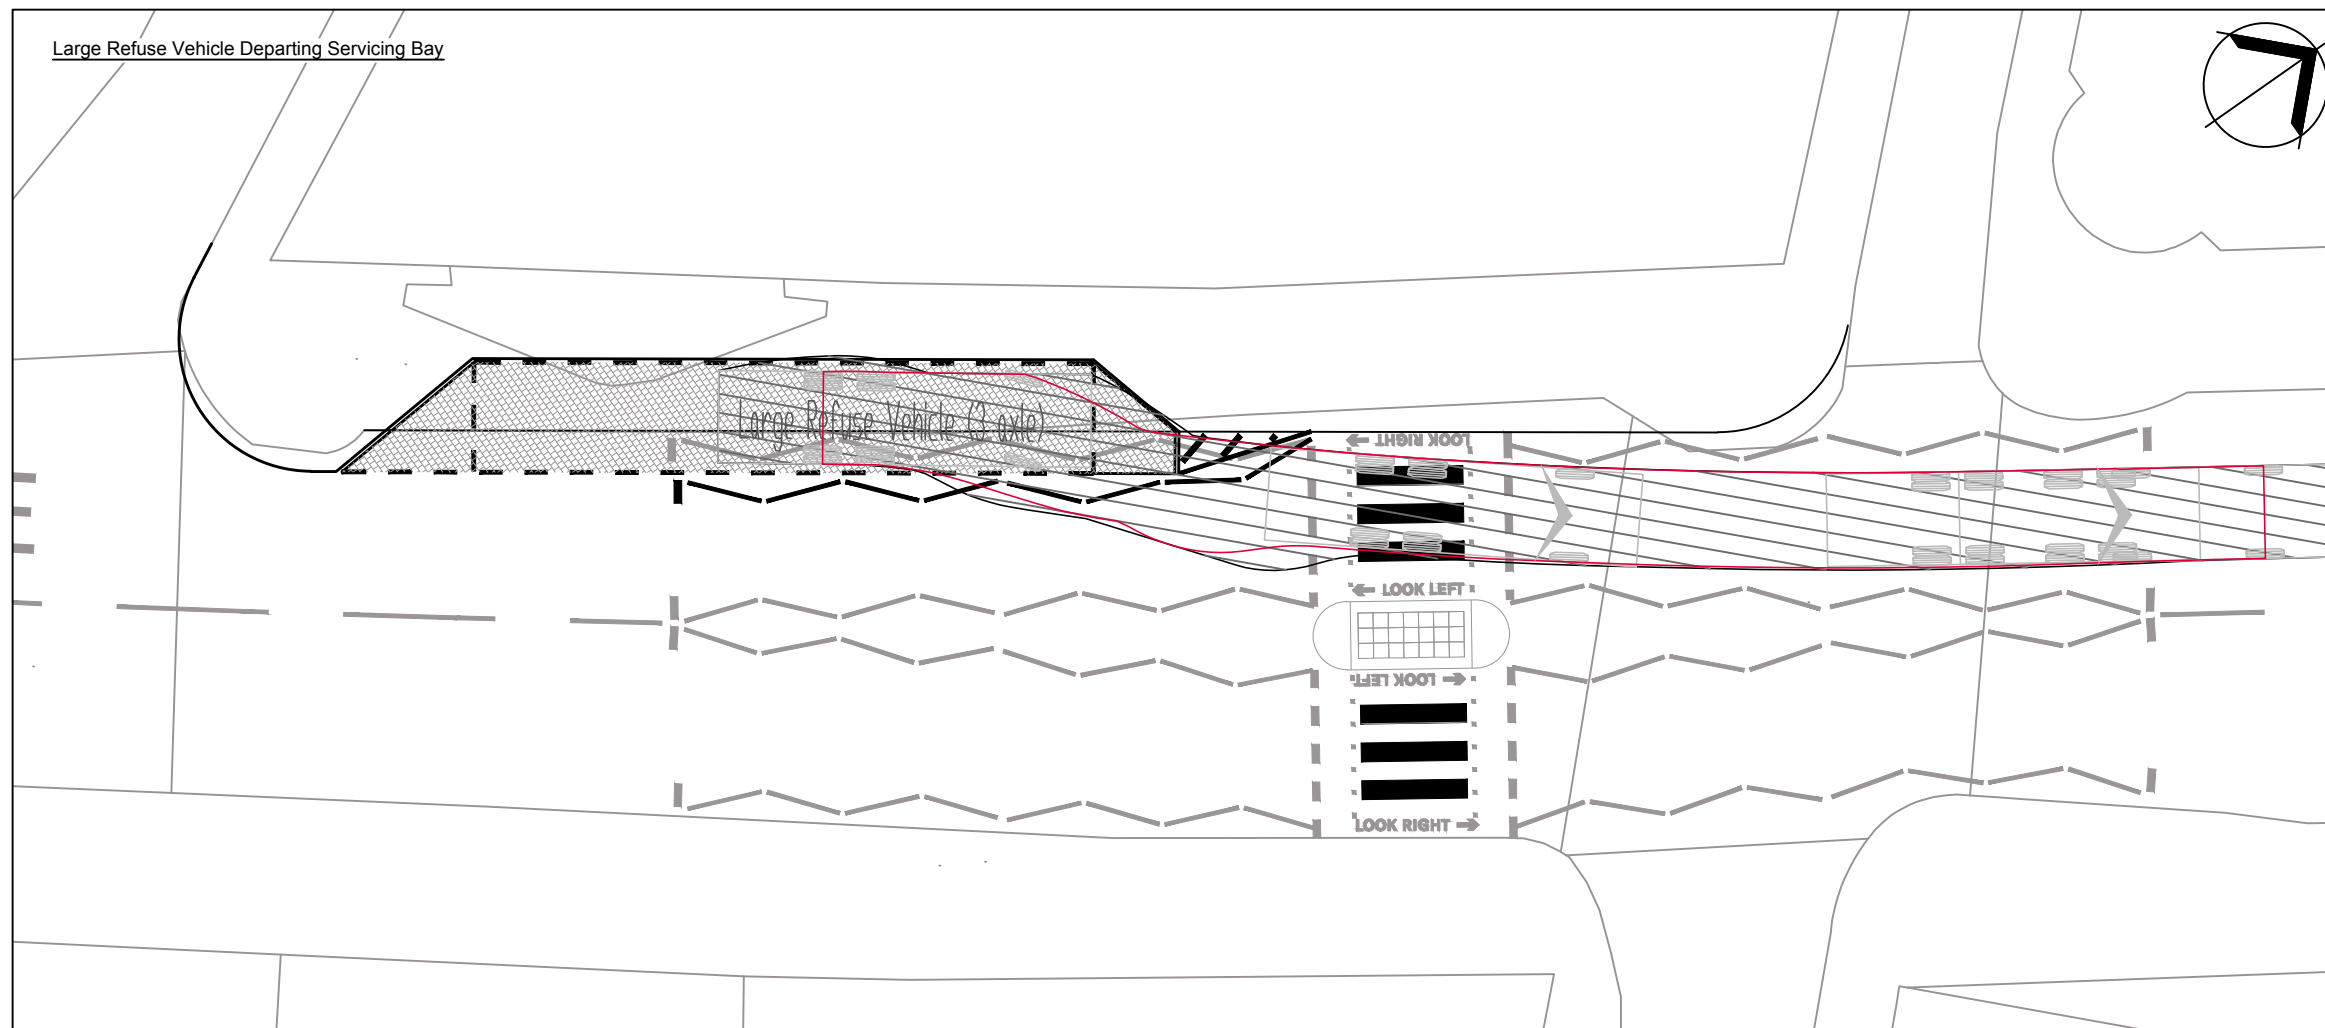 Large Refuse Vehicle Departing Servicing Bay
Large Refuse Vehicle (3 axle)
LOOK RIGHT
LOOK LEFT
LOOK LEFT
LOOK RIGHT